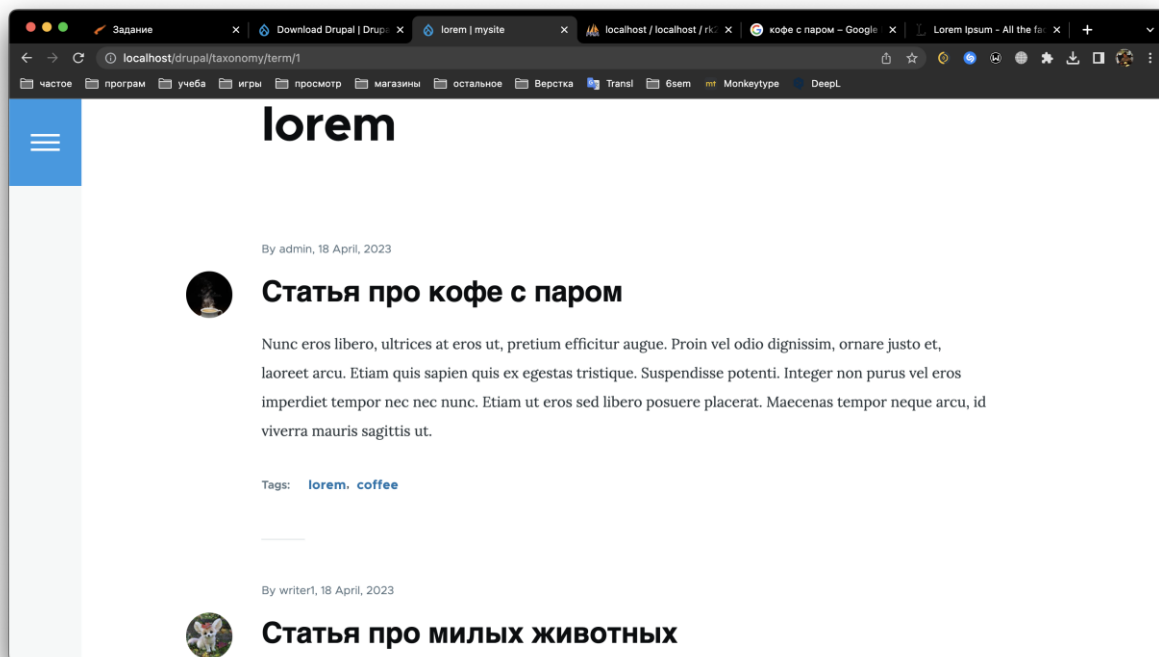 Задание
Download Drupal | Drupa
lorem | mysite
localhost / localhost / rk2
кофе с паром – Google
Lorem Ipsum - All the fac
localhost/drupal/taxonomy/term/1
частое
програм
учеба
игры
просмотр
магазины
остальное
Верстка
Transl
6sem
mt Monkeytype
DeepL
lorem
By admin, 18 April, 2023
Статья про кофе с паром
Nunc eros libero, ultrices at eros ut, pretium efficitur augue. Proin vel odio dignissim, ornare justo et,
laoreet arcu. Etiam quis sapien quis ex egestas tristique. Suspendisse potenti. Integer non purus vel eros
imperdiet tempor nec nec nunc. Etiam ut eros sed libero posuere placerat. Maecenas tempor neque arcu, id
viverra mauris sagittis ut.
Tags: lorem, coffee
By writer1, 18 April, 2023
Статья про милых животных